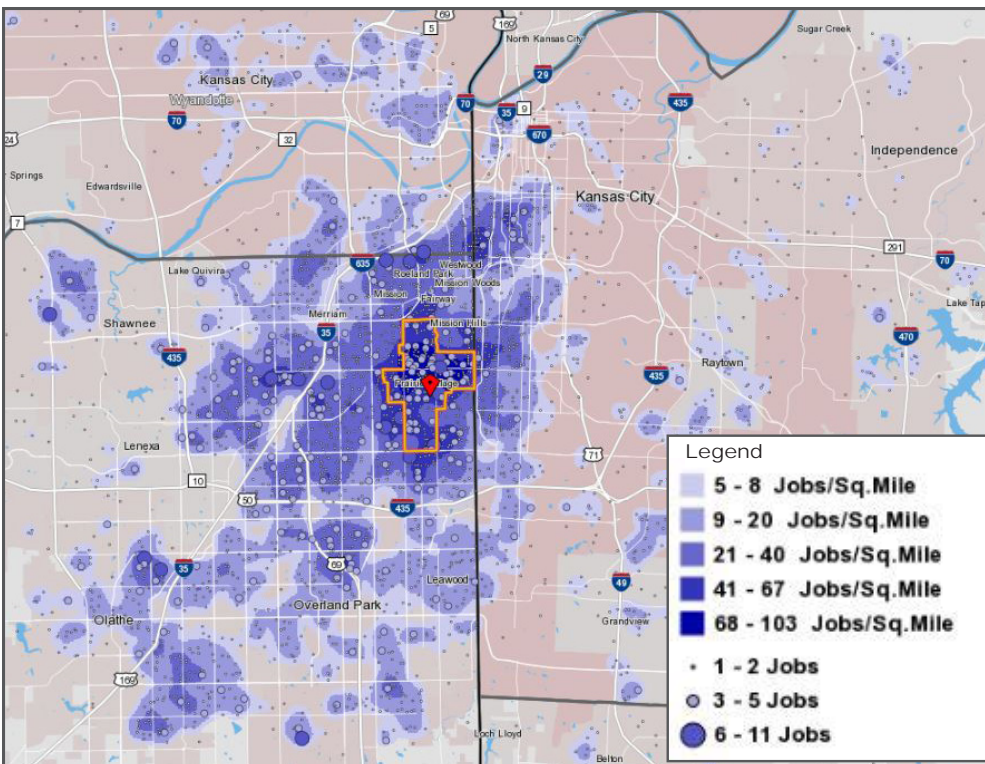 69
169
5
North Kansas City
Sugar Creek
29
Kansas City
Wyandotte
70
70
35
9
435
670
24
32
Independence
Springs
Edwardsville
Kansas City
7
291
70
635
Westwood
Lake Quivira
Roeland Park
Mission Woods
Mission
Fairway
Lake Tap
Merriam
Shawnee
35
Mission Hills
470
435
Raytown
435
Prairie Village
Lenexa
71
10
50
435
69
35
Leawood
49
Overland Park
Olathe
Grandview
169
Loch Lloyd
Belton
Legend
5 - 8 Jobs/Sq.Mile
9 - 20 Jobs/Sq.Mile
21 - 40 Jobs/Sq.Mile
41 - 67 Jobs/Sq.Mile
68 - 103 Jobs/Sq.Mile
1 - 2 Jobs
3 - 5 Jobs
6 - 11 Jobs